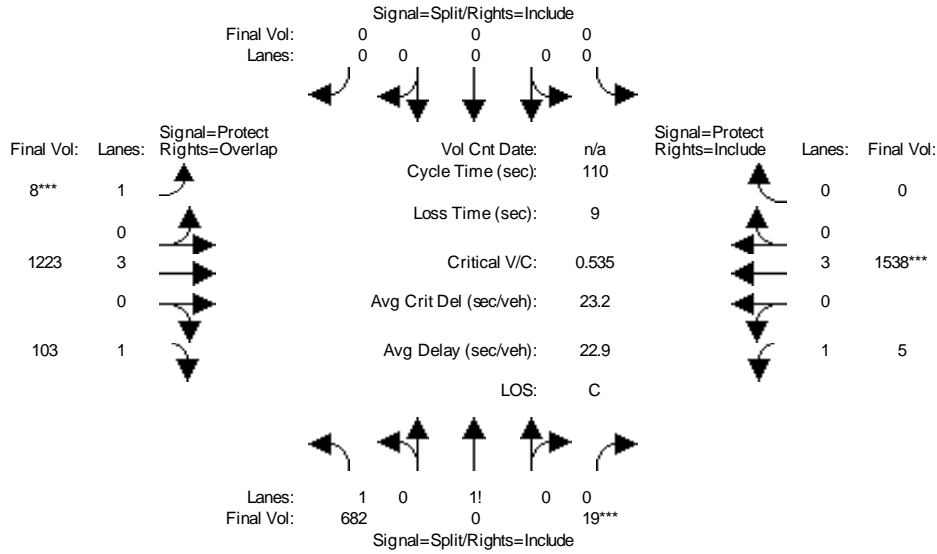 Signal=Split/Rights=Include
Final Vol: 0 0 0
Lanes: 0 0 0 0 0
Signal=Protect
Final Vol: Lanes: Rights=Overlap
Vol Cnt Date: n/a
Signal=Protect
Rights=Include Lanes: Final Vol:
Cycle Time (sec): 110
8*** 1
0 0
Loss Time (sec): 9
0
0
1223 3
Critical V/C: 0.535
3 1538***
0
Avg Crit Del (sec/veh): 23.2
0
103 1
Avg Delay (sec/veh): 22.9
1 5
LOS: C
Lanes: 1 0 1! 0 0
Final Vol: 682 0 19***
Signal=Split/Rights=Include